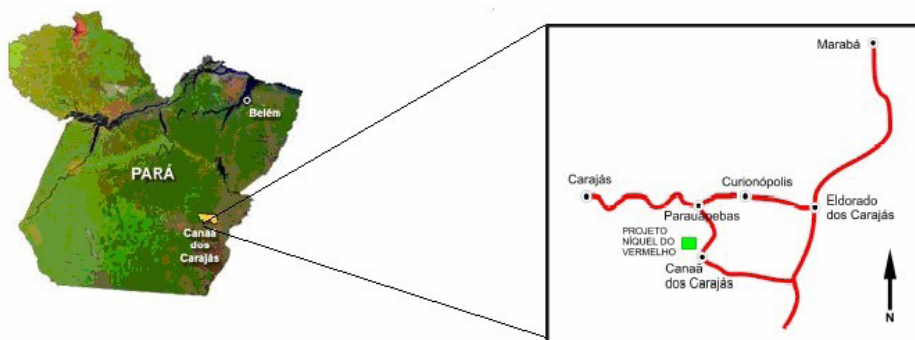 Belém
PARÁ
Canaã
dos
Carajás
Marabá
Carajás
Curionópolis
Parauapebas
Eldorado
dos Carajás
PROJETO
NÍQUEL DO
VERMELHO
Canaã
dos Carajás
N